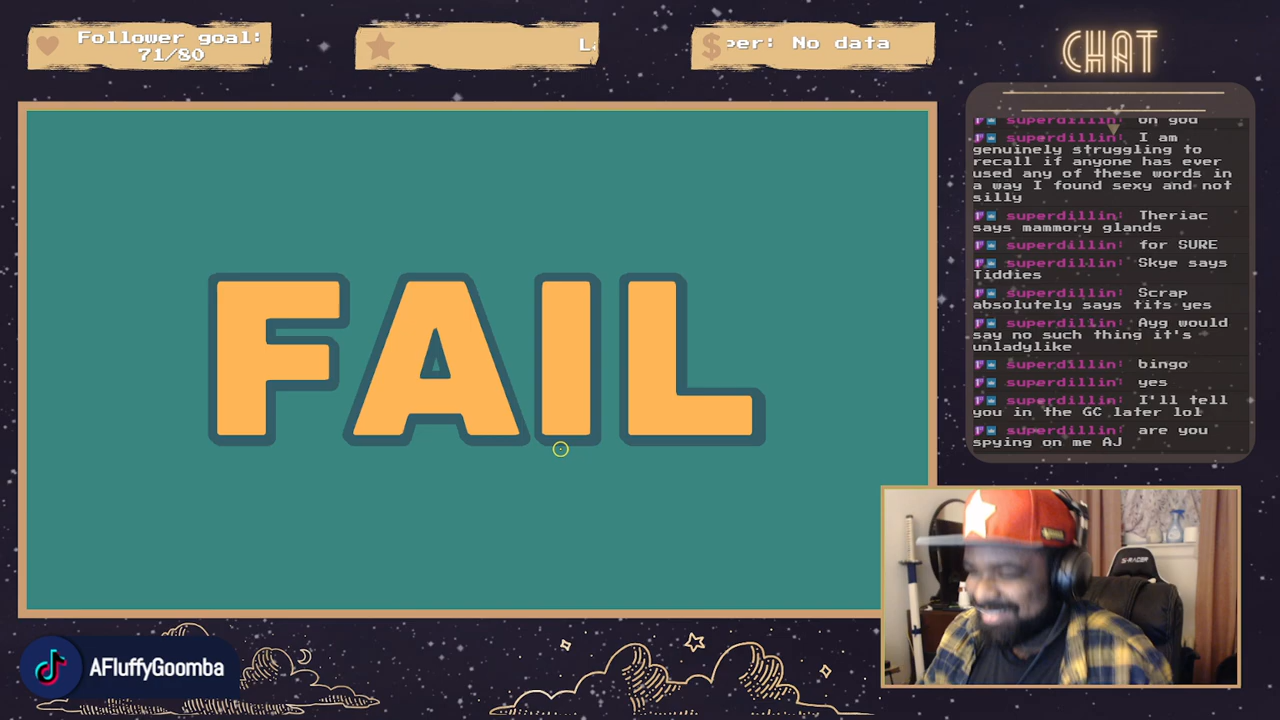 Follower goal:
71/80
L
per: No data
CHAT
superdillin: on god
superdillin: I am
genuinely struggling to
recall if anyone has ever
used any of these words in
a way I found sexy and not
silly
superdillin: Theriac
says mammory glands
superdillin: for SURE
superdillin: Skye says
Tiddies
superdillin: Scrap
absolutely says tits yes
superdillin: Ayg would
say no such thing it's
unladylike
superdillin: bingo
superdillin: yes
superdillin: I'll tell
you in the GC later lol
superdillin: are you
spying on me AJ
FAIL
S-RACER
AFluffyGoomba